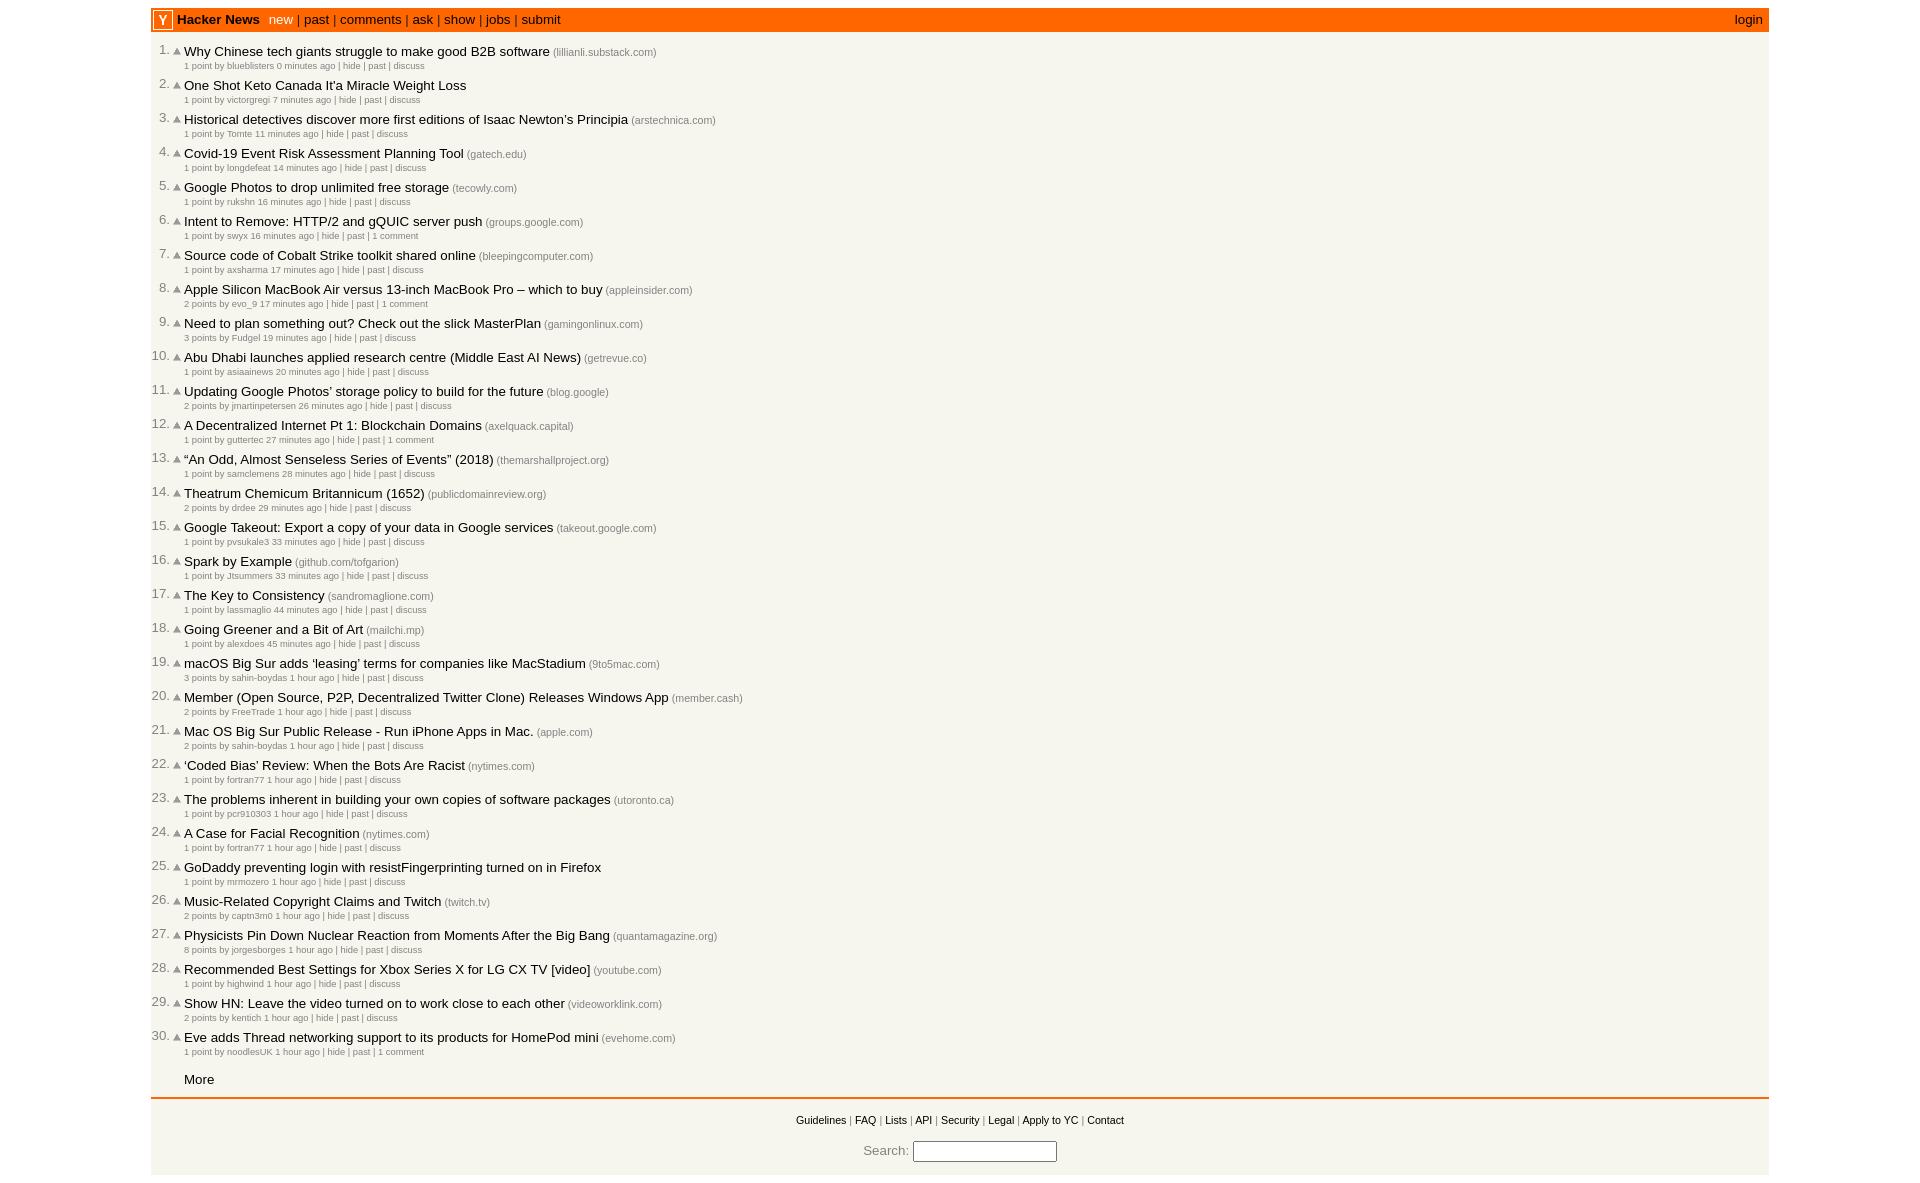 Y Hacker News new | past | comments | ask | show | jobs | submit login
1. Why Chinese tech giants struggle to make good B2B software (lillianli.substack.com)
1 point by blueblisters 0 minutes ago | hide | past | discuss
2. One Shot Keto Canada It'a Miracle Weight Loss
1 point by victorgregi 7 minutes ago | hide | past | discuss
3. Historical detectives discover more first editions of Isaac Newton’s Principia (arstechnica.com)
1 point by Tomte 11 minutes ago | hide | past | discuss
4. Covid-19 Event Risk Assessment Planning Tool (gatech.edu)
1 point by longdefeat 14 minutes ago | hide | past | discuss
5. Google Photos to drop unlimited free storage (tecowly.com)
1 point by rukshn 16 minutes ago | hide | past | discuss
6. Intent to Remove: HTTP/2 and gQUIC server push (groups.google.com)
1 point by swyx 16 minutes ago | hide | past | 1 comment
7. Source code of Cobalt Strike toolkit shared online (bleepingcomputer.com)
1 point by axsharma 17 minutes ago | hide | past | discuss
8. Apple Silicon MacBook Air versus 13-inch MacBook Pro – which to buy (appleinsider.com)
2 points by evo_9 17 minutes ago | hide | past | 1 comment
9. Need to plan something out? Check out the slick MasterPlan (gamingonlinux.com)
3 points by Fudgel 19 minutes ago | hide | past | discuss
10. Abu Dhabi launches applied research centre (Middle East AI News) (getrevue.co)
1 point by asiaainews 20 minutes ago | hide | past | discuss
11. Updating Google Photos’ storage policy to build for the future (blog.google)
2 points by jmartinpetersen 26 minutes ago | hide | past | discuss
12. A Decentralized Internet Pt 1: Blockchain Domains (axelquack.capital)
1 point by guttertec 27 minutes ago | hide | past | 1 comment
13. “An Odd, Almost Senseless Series of Events” (2018) (themarshallproject.org)
1 point by samclemens 28 minutes ago | hide | past | discuss
14. Theatrum Chemicum Britannicum (1652) (publicdomainreview.org)
2 points by drdee 29 minutes ago | hide | past | discuss
15. Google Takeout: Export a copy of your data in Google services (takeout.google.com)
1 point by pvsukale3 33 minutes ago | hide | past | discuss
16. Spark by Example (github.com/tofgarion)
1 point by Jtsummers 33 minutes ago | hide | past | discuss
17. The Key to Consistency (sandromaglione.com)
1 point by lassmaglio 44 minutes ago | hide | past | discuss
18. Going Greener and a Bit of Art (mailchi.mp)
1 point by alexdoes 45 minutes ago | hide | past | discuss
19. macOS Big Sur adds ‘leasing’ terms for companies like MacStadium (9to5mac.com)
3 points by sahin-boydas 1 hour ago | hide | past | discuss
20. Member (Open Source, P2P, Decentralized Twitter Clone) Releases Windows App (member.cash)
2 points by FreeTrade 1 hour ago | hide | past | discuss
21. Mac OS Big Sur Public Release - Run iPhone Apps in Mac. (apple.com)
2 points by sahin-boydas 1 hour ago | hide | past | discuss
22. ‘Coded Bias’ Review: When the Bots Are Racist (nytimes.com)
1 point by fortran77 1 hour ago | hide | past | discuss
23. The problems inherent in building your own copies of software packages (utoronto.ca)
1 point by pcr910303 1 hour ago | hide | past | discuss
24. A Case for Facial Recognition (nytimes.com)
1 point by fortran77 1 hour ago | hide | past | discuss
25. GoDaddy preventing login with resistFingerprinting turned on in Firefox
1 point by mrmozero 1 hour ago | hide | past | discuss
26. Music-Related Copyright Claims and Twitch (twitch.tv)
2 points by captn3m0 1 hour ago | hide | past | discuss
27. Physicists Pin Down Nuclear Reaction from Moments After the Big Bang (quantamagazine.org)
8 points by jorgesborges 1 hour ago | hide | past | discuss
28. Recommended Best Settings for Xbox Series X for LG CX TV [video] (youtube.com)
1 point by highwind 1 hour ago | hide | past | discuss
29. Show HN: Leave the video turned on to work close to each other (videoworklink.com)
2 points by kentich 1 hour ago | hide | past | discuss
30. Eve adds Thread networking support to its products for HomePod mini (evehome.com)
1 point by noodlesUK 1 hour ago | hide | past | 1 comment
More
Guidelines | FAQ | Lists | API | Security | Legal | Apply to YC | Contact
Search: